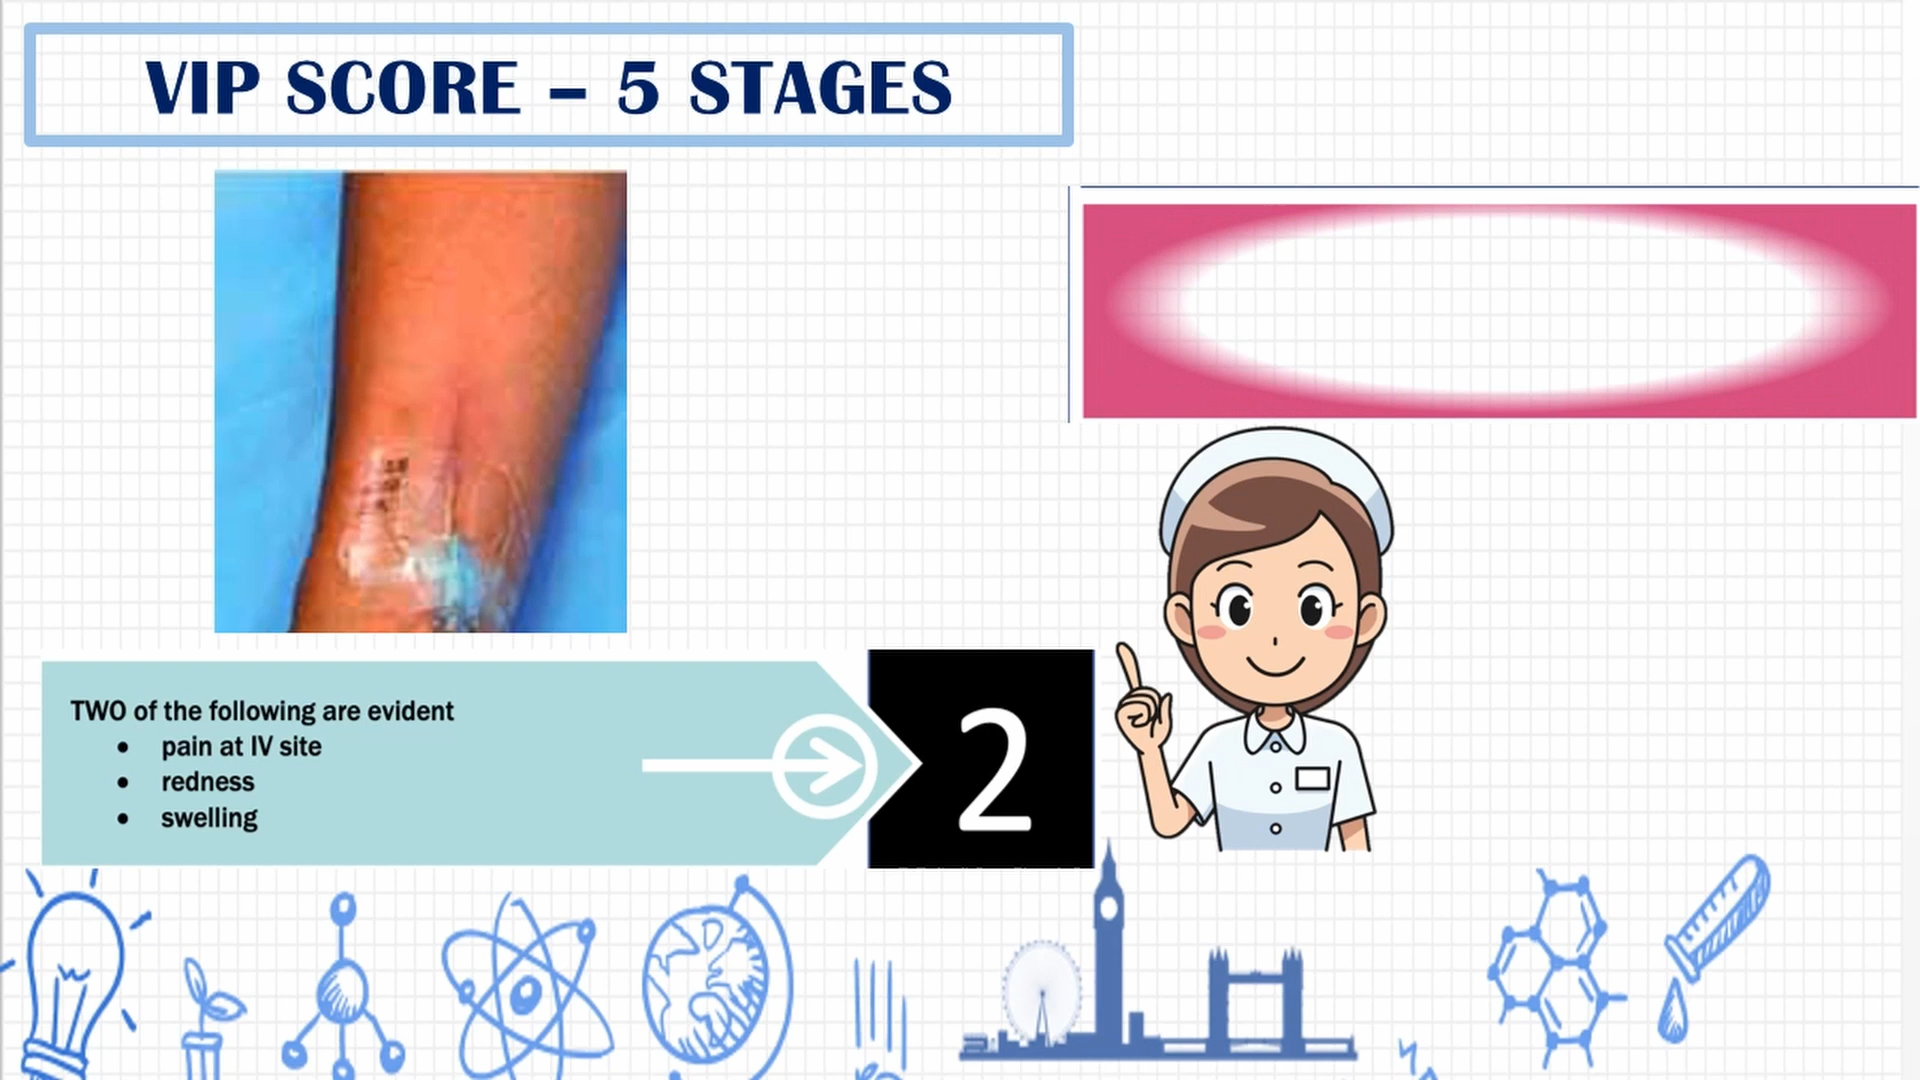 VIP SCORE – 5 STAGES
TWO of the following are evident
• pain at IV site
• redness
• swelling
2